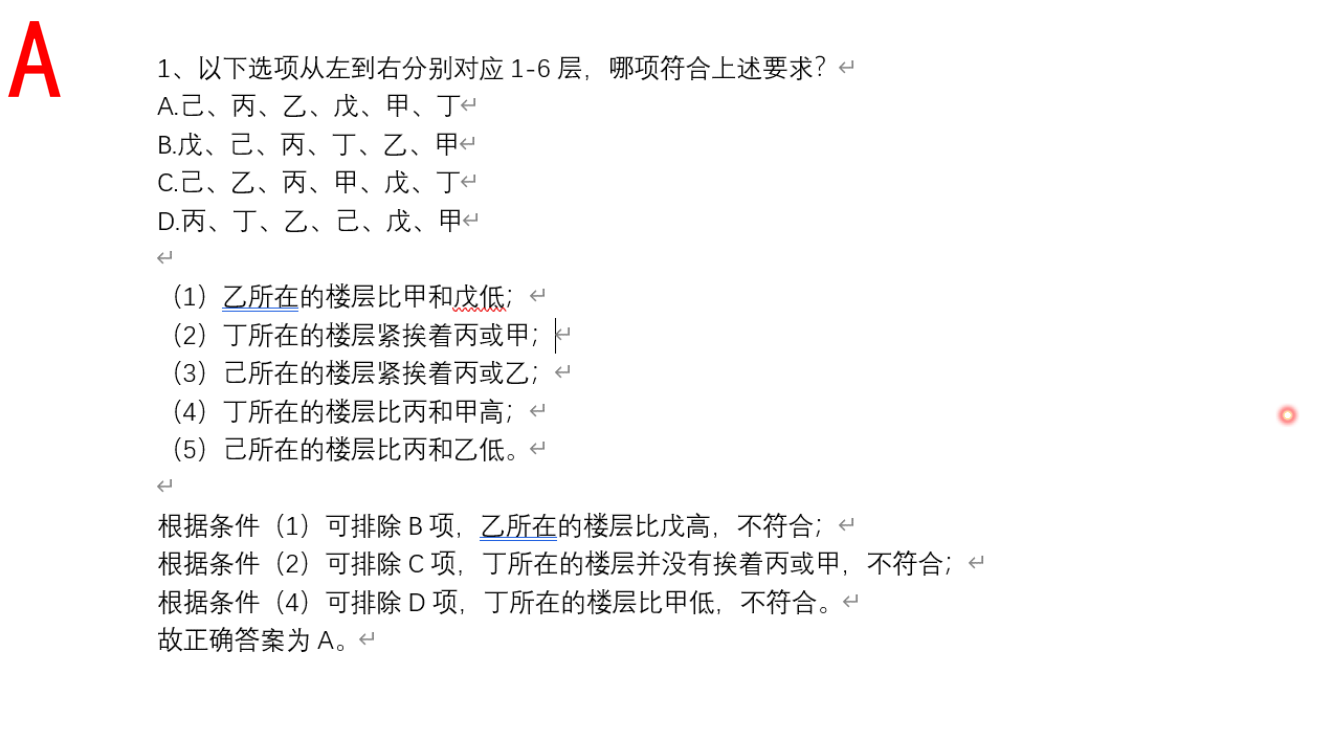 A
1、以下选项从左到右分别对应 1-6 层，哪项符合上述要求？
A.己、丙、乙、戊、甲、丁
B.戊、己、丙、丁、乙、甲
C.己、乙、丙、甲、戊、丁
D.丙、丁、乙、己、戊、甲
（1）乙所在的楼层比甲和戊低；
（2）丁所在的楼层紧挨着丙或甲；
（3）己所在的楼层紧挨着丙或乙；
（4）丁所在的楼层比丙和甲高；
（5）己所在的楼层比丙和乙低。
根据条件（1）可排除 B 项，乙所在的楼层比戊高，不符合；
根据条件（2）可排除 C 项，丁所在的楼层并没有挨着丙或甲，不符合；
根据条件（4）可排除 D 项，丁所在的楼层比甲低，不符合。
故正确答案为 A。